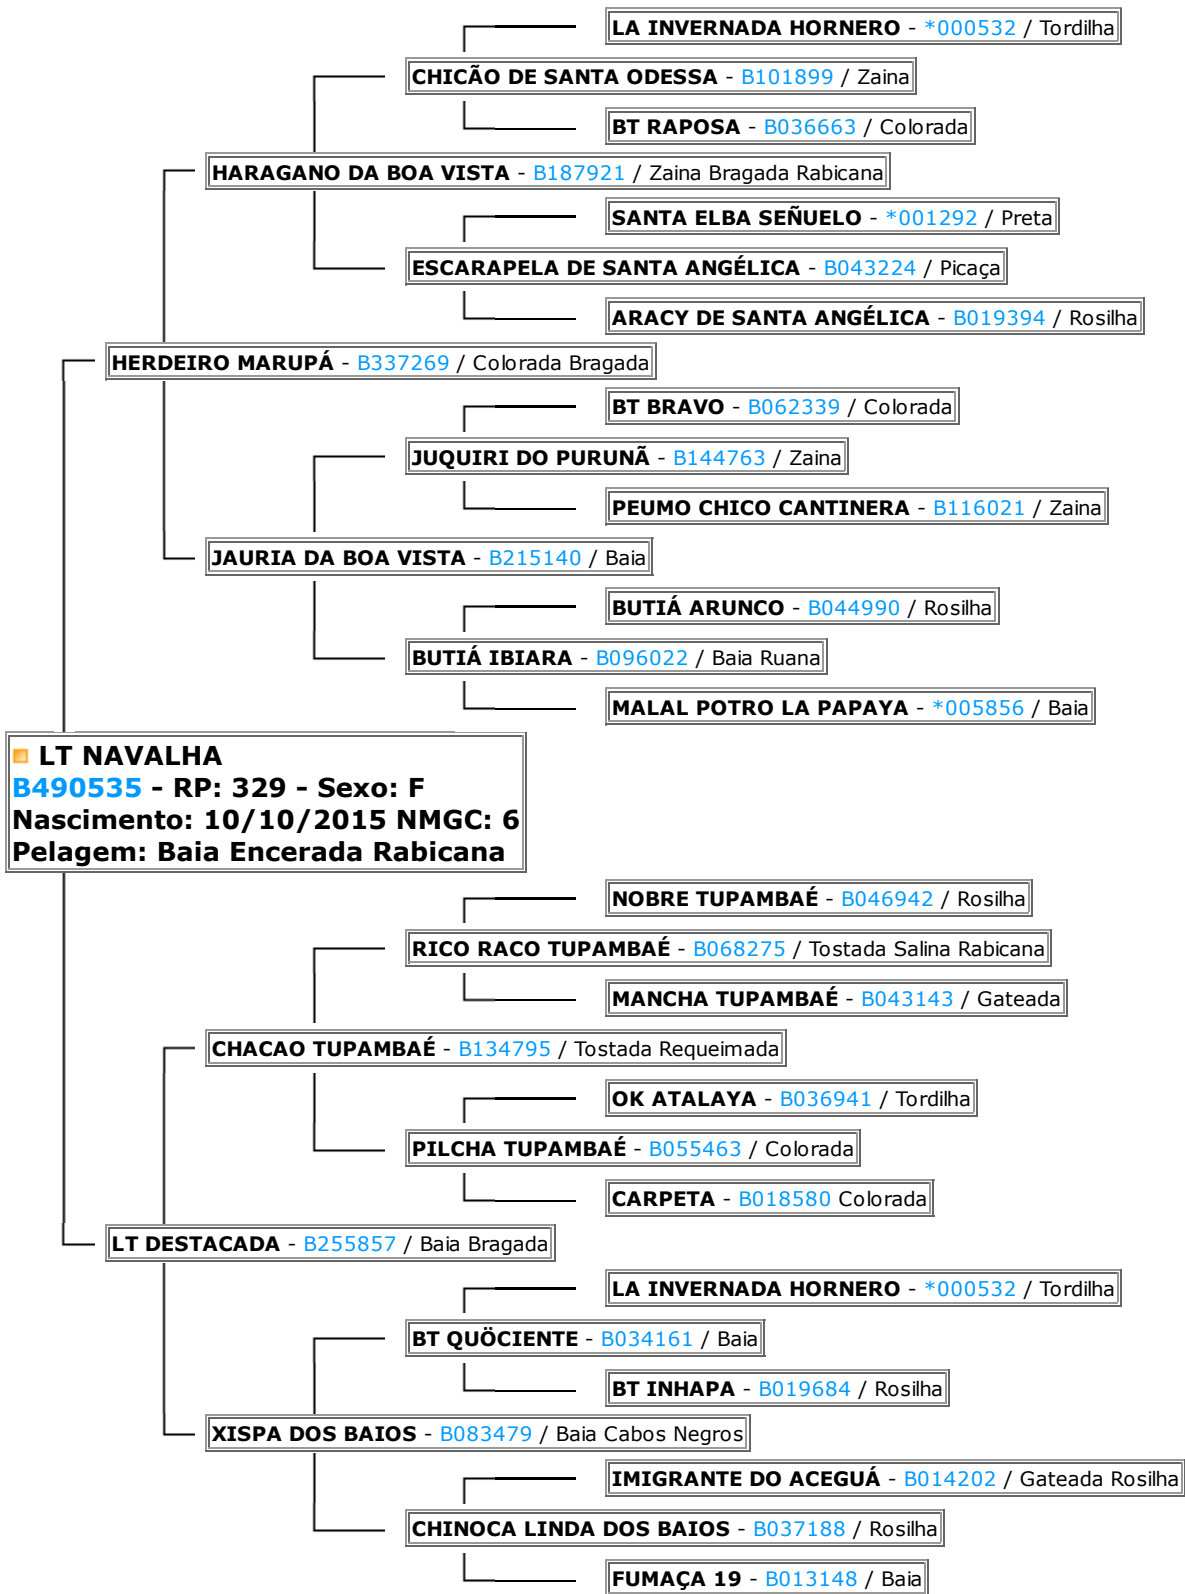 LA INVERNADA HORNERO - *000532 / Tordilha
CHICÃO DE SANTA ODESSA - B101899 / Zaina
BT RAPOSA - B036663 / Colorada
HARAGANO DA BOA VISTA - B187921 / Zaina Bragada Rabicana
SANTA ELBA SEÑUELO - *001292 / Preta
ESCARAPELA DE SANTA ANGÉLICA - B043224 / Picaça
ARACY DE SANTA ANGÉLICA - B019394 / Rosilha
HERDEIRO MARUPÁ - B337269 / Colorada Bragada
BT BRAVO - B062339 / Colorada
JUQUIRI DO PURUNÃ - B144763 / Zaina
PEUMO CHICO CANTINERA - B116021 / Zaina
JAURIA DA BOA VISTA - B215140 / Baia
BUTIÁ ARUNCO - B044990 / Rosilha
BUTIÁ IBIARA - B096022 / Baia Ruana
MALAL POTRO LA PAPAYA - *005856 / Baia
LT NAVALHA
B490535 - RP: 329 - Sexo: F
Nascimento: 10/10/2015 NMGC: 6
Pelagem: Baia Encerada Rabicana
NOBRE TUPAMBAÉ - B046942 / Rosilha
RICO RACO TUPAMBAÉ - B068275 / Tostada Salina Rabicana
MANCHA TUPAMBAÉ - B043143 / Gateada
CHACAO TUPAMBAÉ - B134795 / Tostada Requeimada
OK ATALAYA - B036941 / Tordilha
PILCHA TUPAMBAÉ - B055463 / Colorada
CARPETA - B018580 Colorada
LT DESTACADA - B255857 / Baia Bragada
LA INVERNADA HORNERO - *000532 / Tordilha
BT QUÖCIENTE - B034161 / Baia
BT INHAPA - B019684 / Rosilha
XISPA DOS BAIOS - B083479 / Baia Cabos Negros
IMIGRANTE DO ACEGUÁ - B014202 / Gateada Rosilha
CHINOCA LINDA DOS BAIOS - B037188 / Rosilha
FUMAÇA 19 - B013148 / Baia